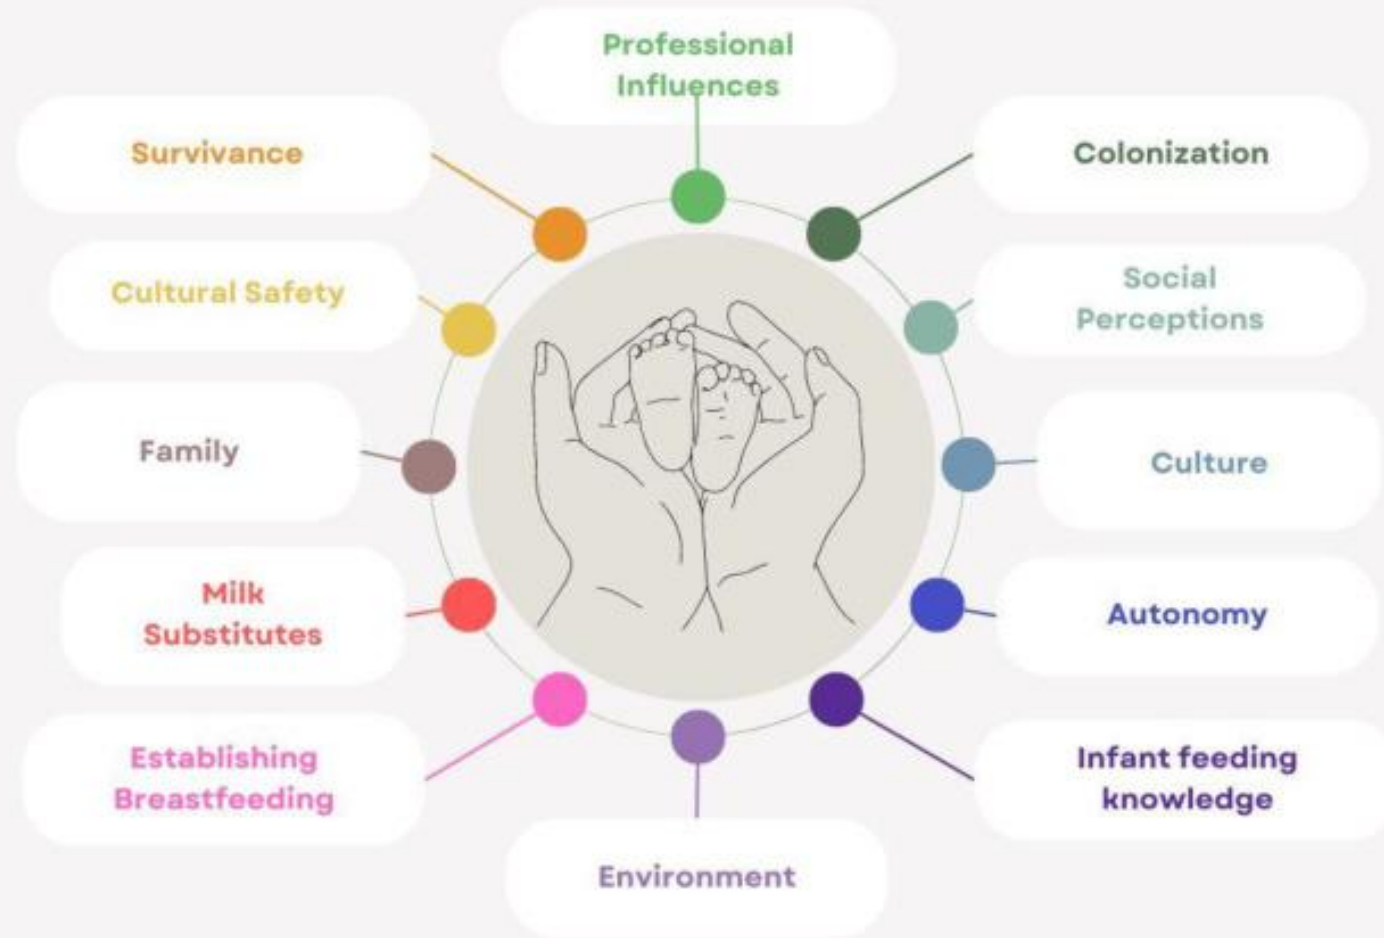 Professional
Influences
Survivance
Colonization
Cultural Safety
Social
Perceptions
Family
Culture
Milk
Substitutes
Autonomy
Establishing
Breastfeeding
Infant feeding
knowledge
Environment